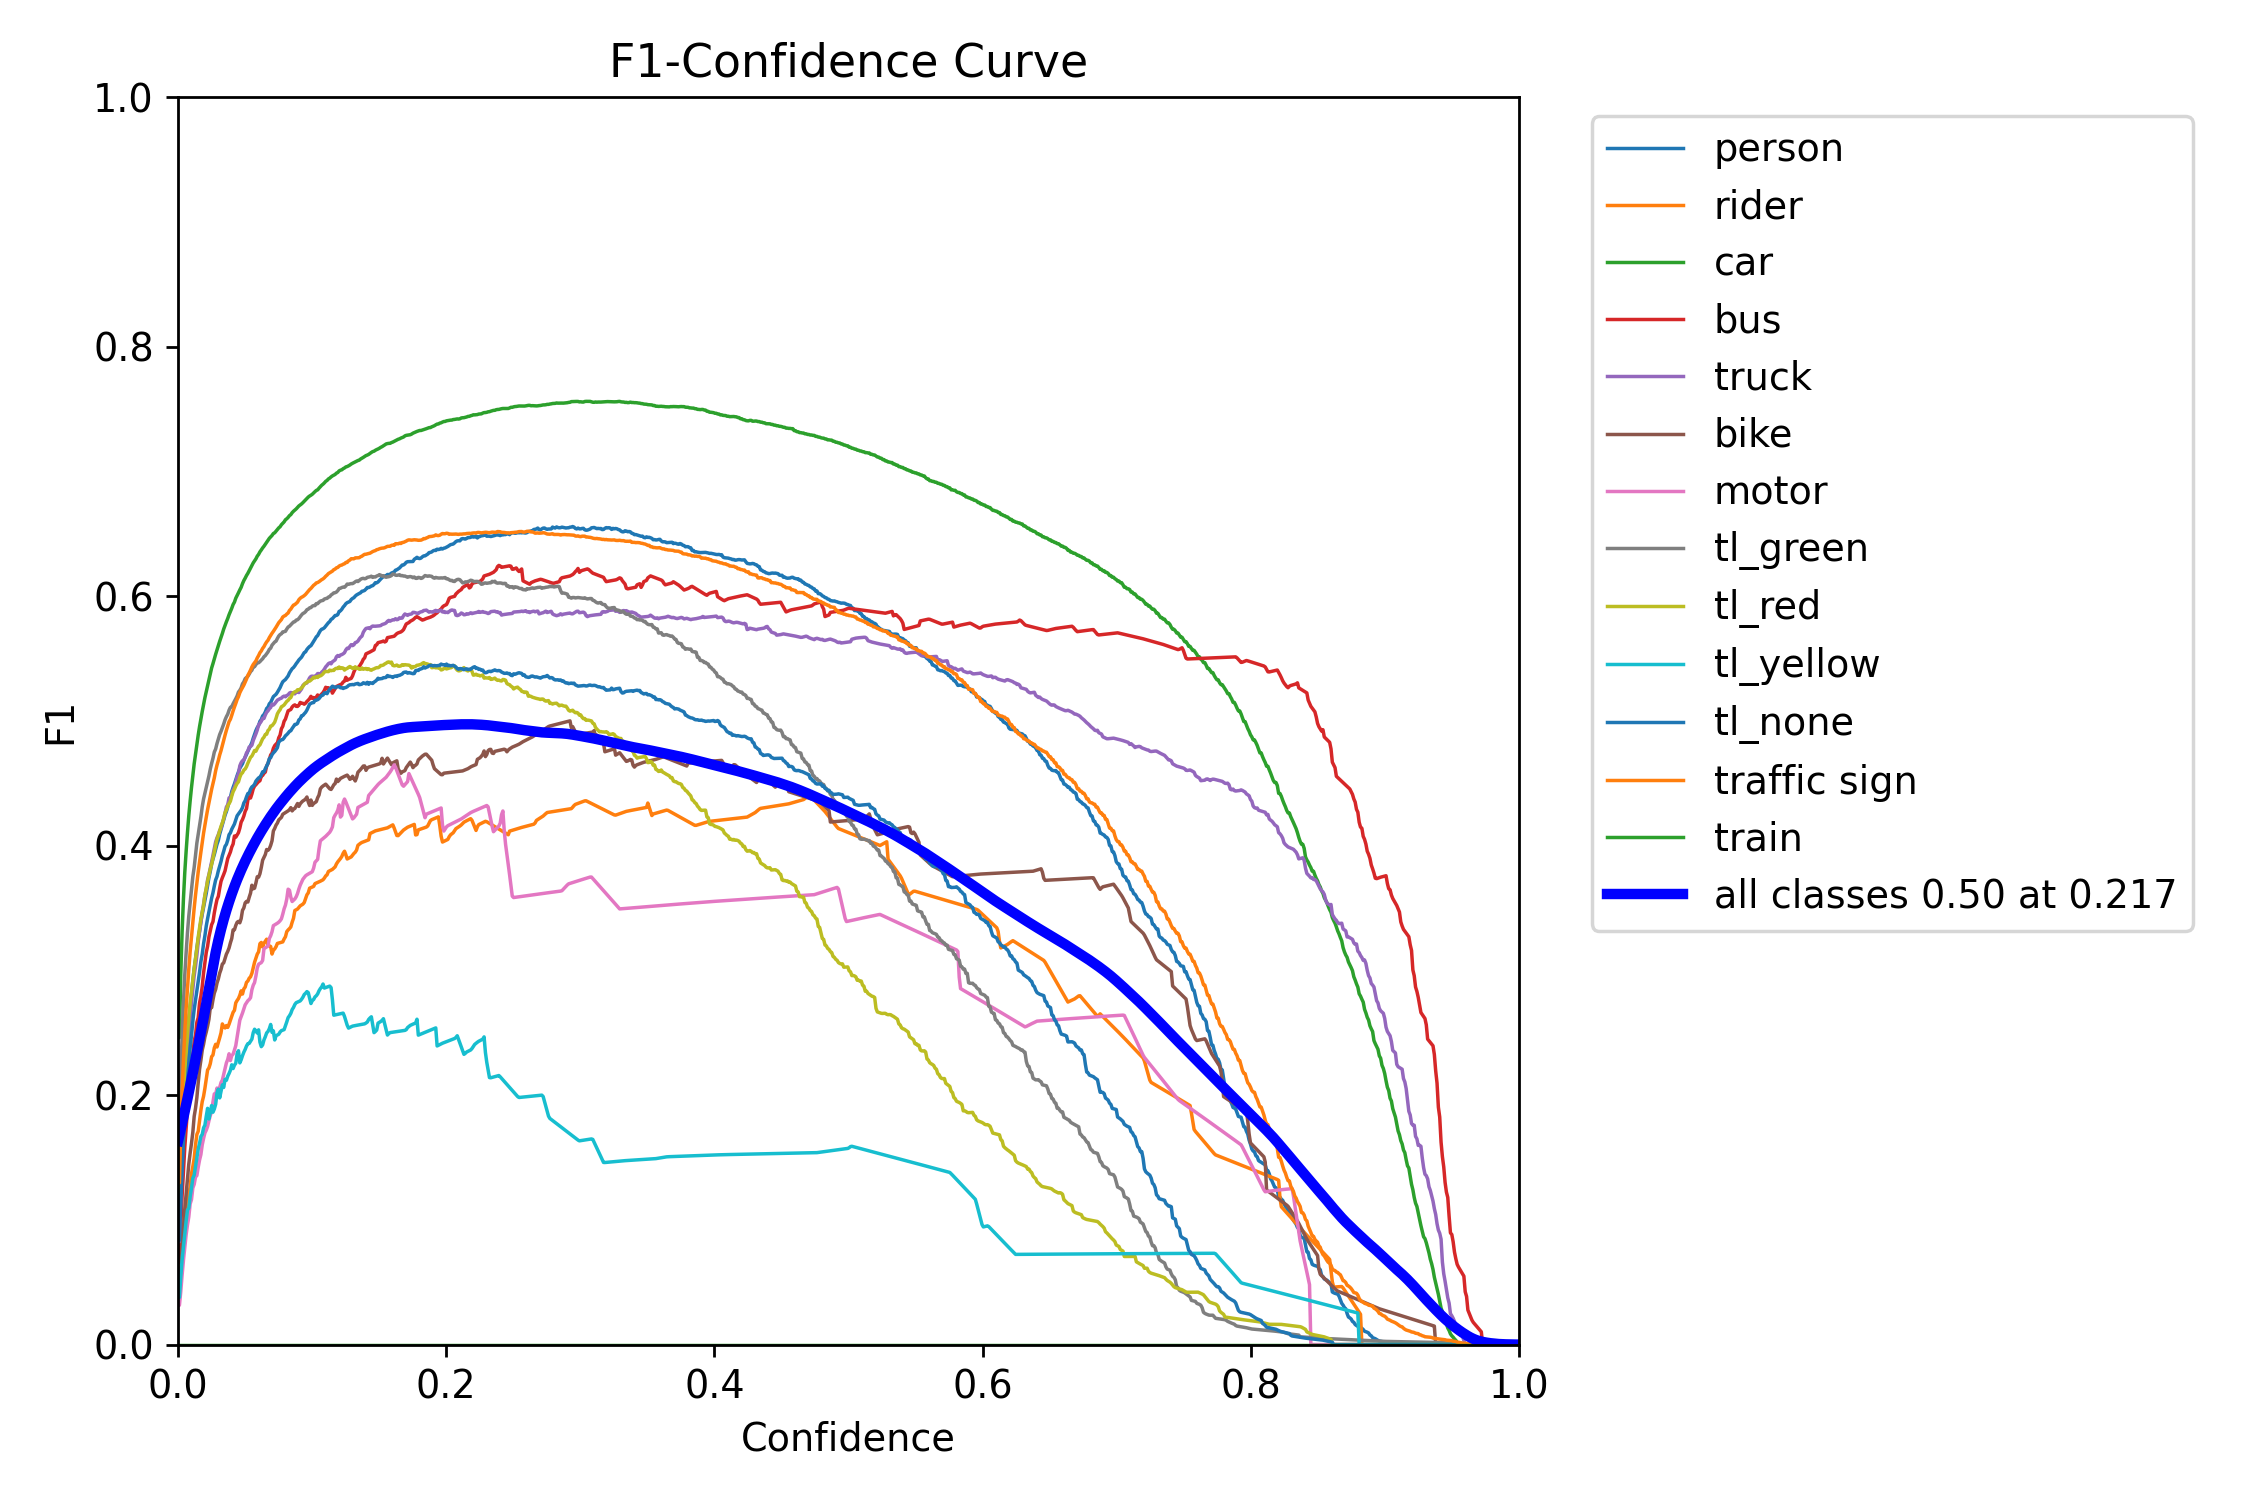 F1-Confidence Curve
1.0
0.8
0.6
0.4
0.2
0.0
F1
0.0 0.2 0.4 0.6 0.8 1.0
Confidence
person
rider
car
bus
truck
bike
motor
tl_green
tl_red
tl_yellow
tl_none
traffic sign
train
all classes 0.50 at 0.217